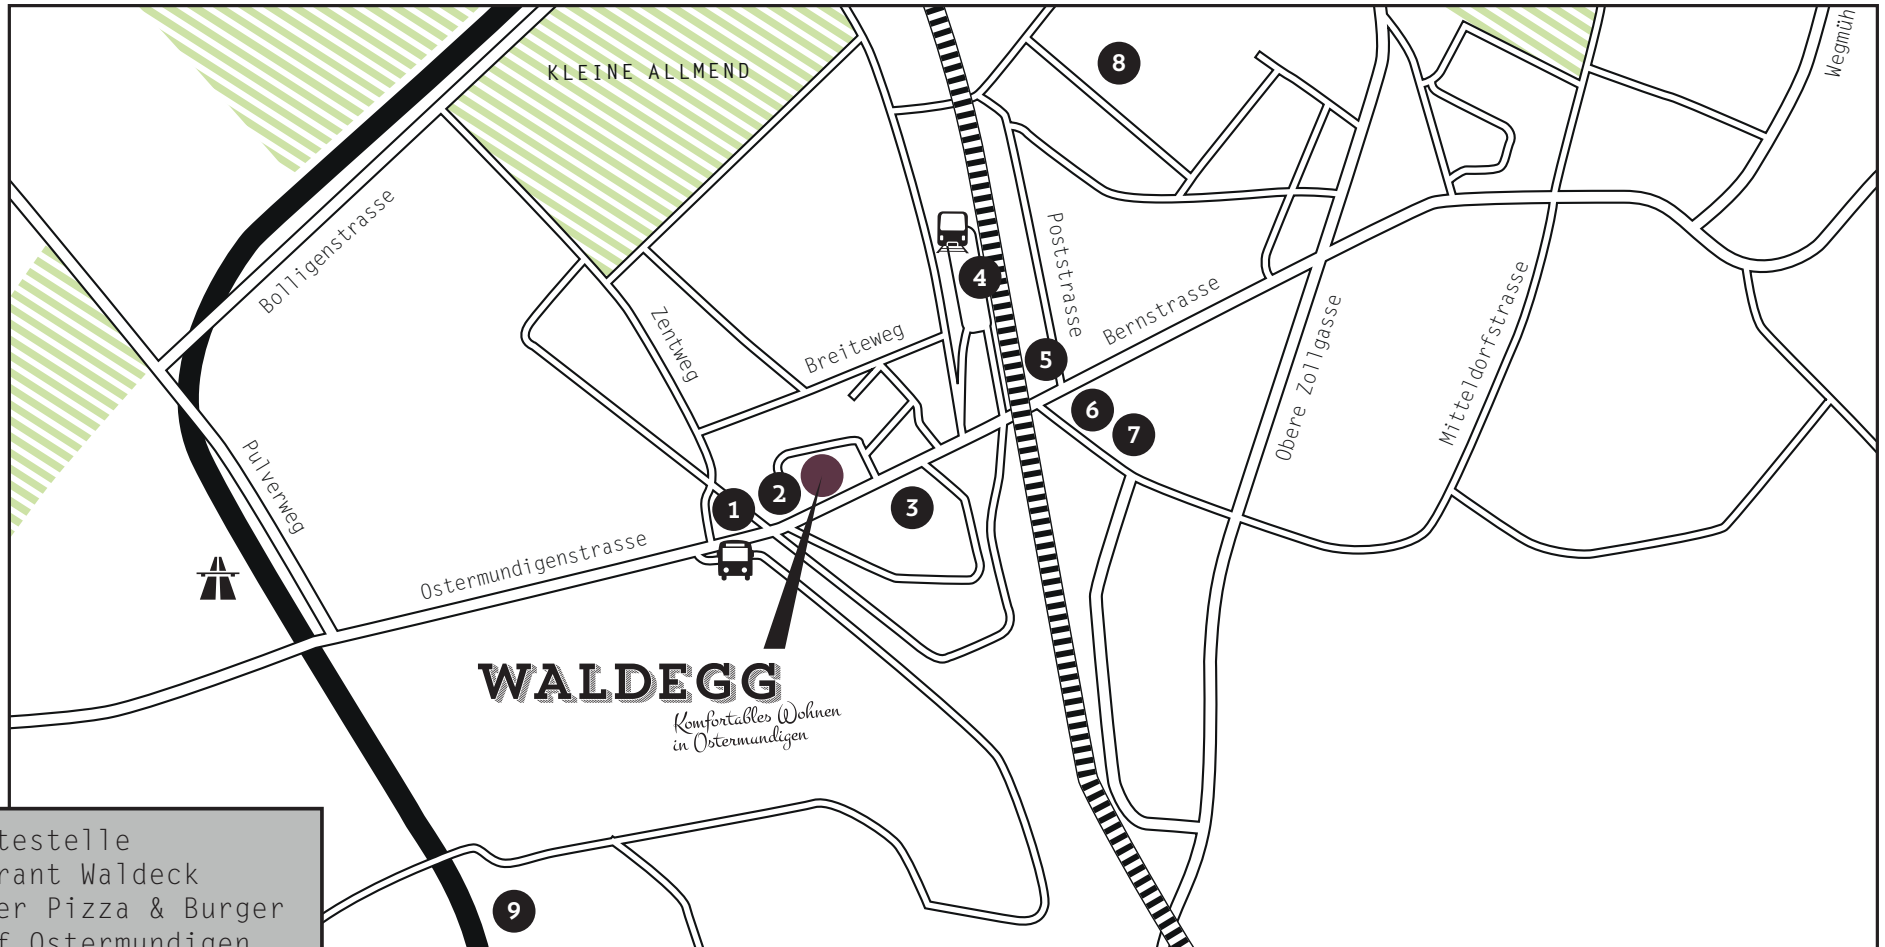 KLEINE ALLMEND
8
Wegmüh
Bolligenstrasse
4
Poststrasse
Zentweg
Breiteweg
Bernstrasse
5
Obere Zollgasse
Mitteldorfstrasse
6
7
Pulverweg
2
1
3
Ostermundigenstrasse
WALDEGG
Komfortables Wohnen
in Ostermundigen
testelle
rant Waldeck
er Pizza & Burger
f Ostermundigen
9